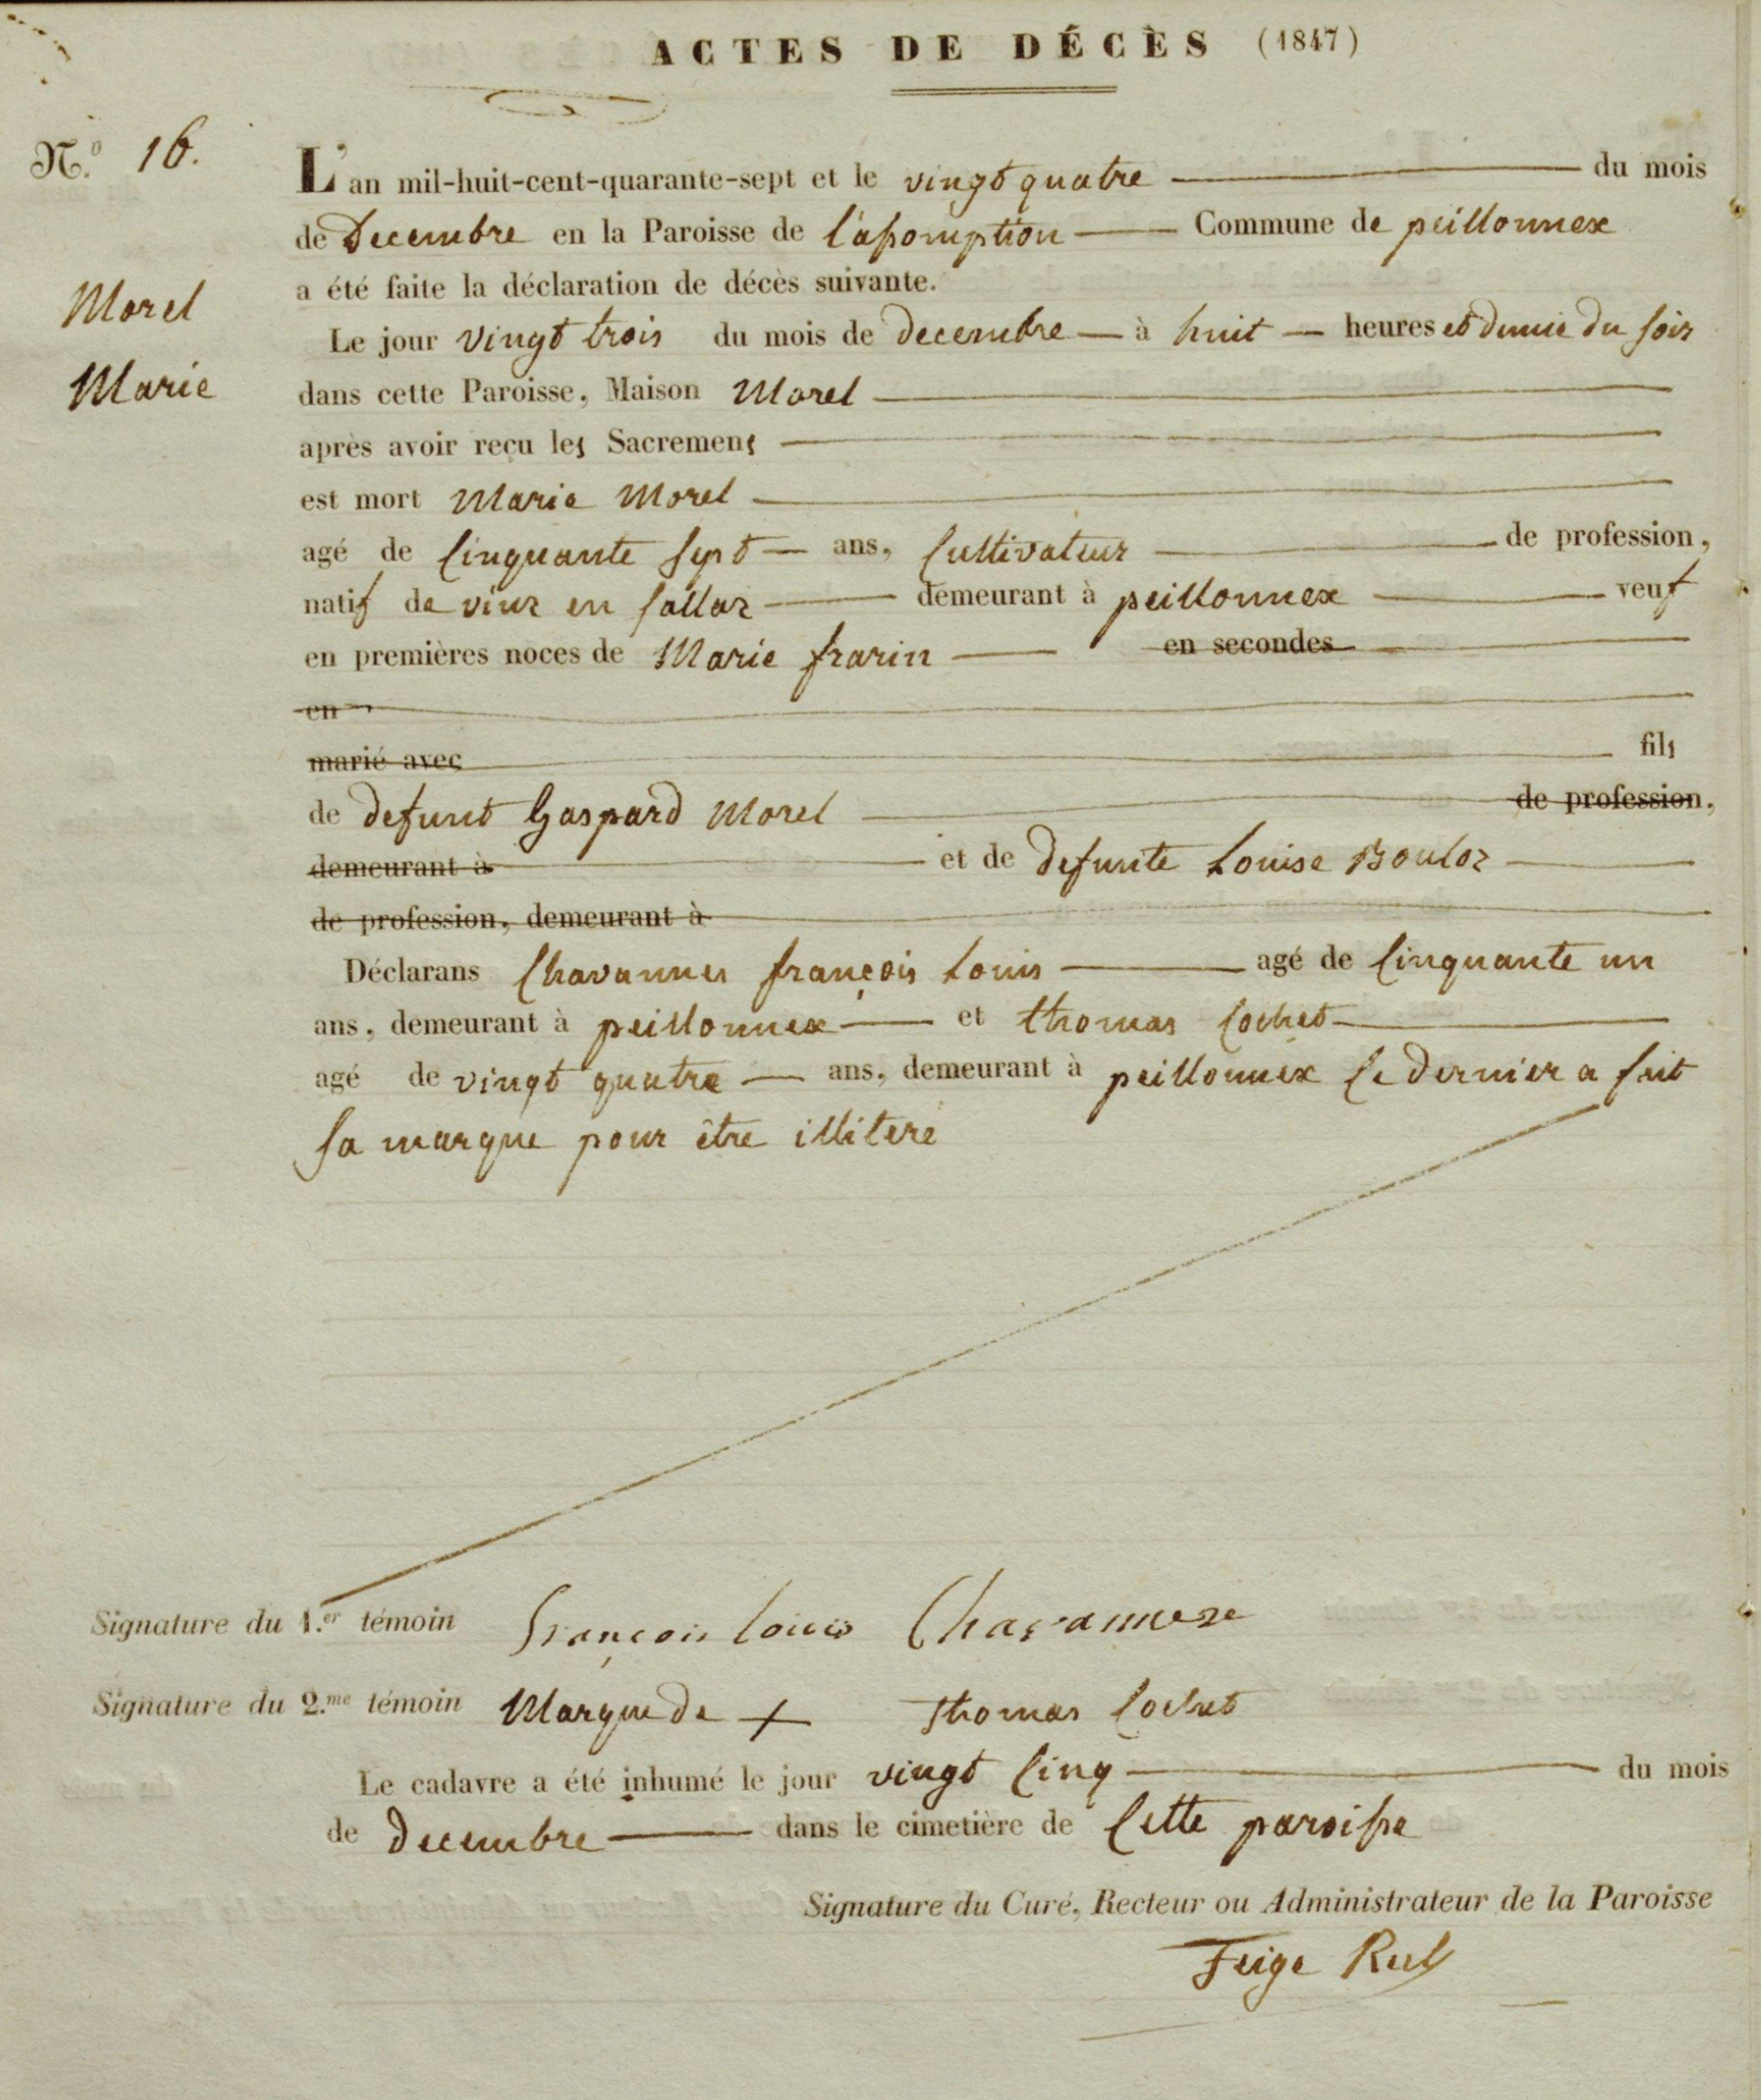 ACTES DE DÉCÈS (1847)
N.º 16.
L'an mil-huit-cent-quarante-sept et le vingt quatre du mois
de Decembre en la Paroisse de l'assomption Commune de peillonnex
a été faite la déclaration de décès suivante.
Morel
Marie
Le jour vingt trois du mois de decembre à huit heures et demie du soir
dans cette Paroisse, Maison Morel
après avoir reçu les Sacremens
est mort Marie Morel
agé de Cinquante sept ans, Cultivateur de profession,
natif de viuz en sallaz demeurant à peillonnex veuf
en premières noces de Marie frarin en secondes
en
marié avec fils
de defunt Gaspard Morel de profession,
demeurant à et de defunte Louise Bouloz
de profession, demeurant à
Déclarans Chavannes françois Louis agé de Cinquante un
ans, demeurant à peillonnex et thomas Cochet
agé de vingt quatre ans, demeurant à peillonnex Ce dernier a fait
sa marque pour être illitere
Signature du 1.er témoin françois louis Chavannese
Signature du 2.me témoin Marque de + Thomas Cochet
Le cadavre a été inhumé le jour vingt Cinq du mois
de decembre dans le cimetière de Cette paroisse
Signature du Curé, Recteur ou Administrateur de la Paroisse
Feige